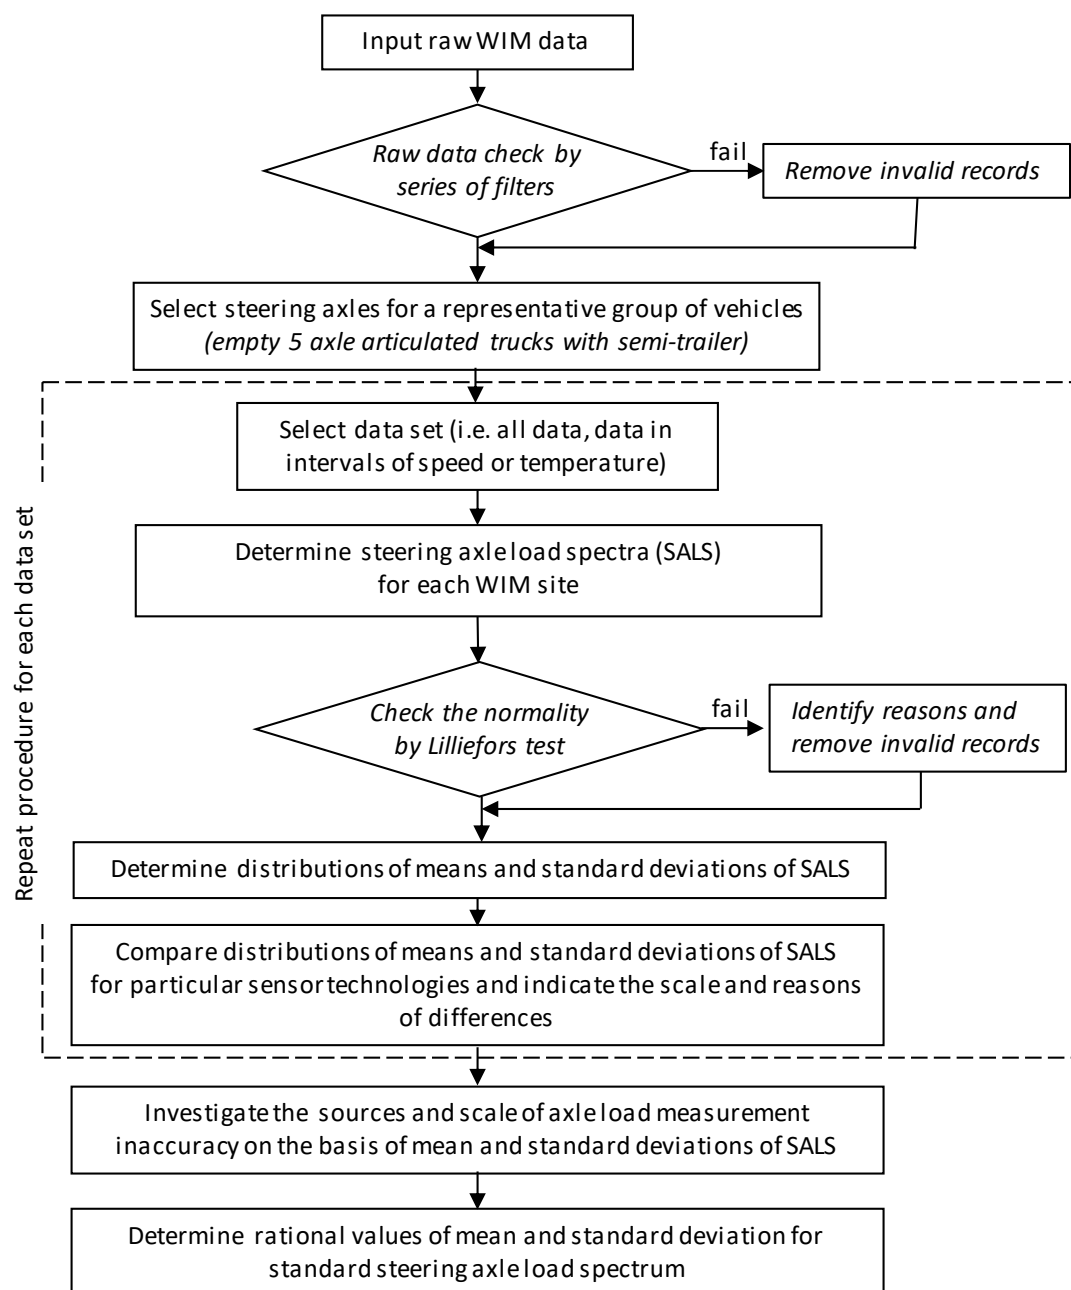 Input raw WIM data
Raw data check by
series of filters
fail
Remove invalid records
Select steering axles for a representative group of vehicles
(empty 5 axle articulated trucks with semi-trailer)
Repeat procedure for each data set
Select data set (i.e. all data, data in
intervals of speed or temperature)
Determine steering axle load spectra (SALS)
for each WIM site
Check the normality
by Lilliefors test
fail
Identify reasons and
remove invalid records
Determine distributions of means and standard deviations of SALS
Compare distributions of means and standard deviations of SALS
for particular sensor technologies and indicate the scale and reasons
of differences
Investigate the sources and scale of axle load measurement
inaccuracy on the basis of mean and standard deviations of SALS
Determine rational values of mean and standard deviation for
standard steering axle load spectrum